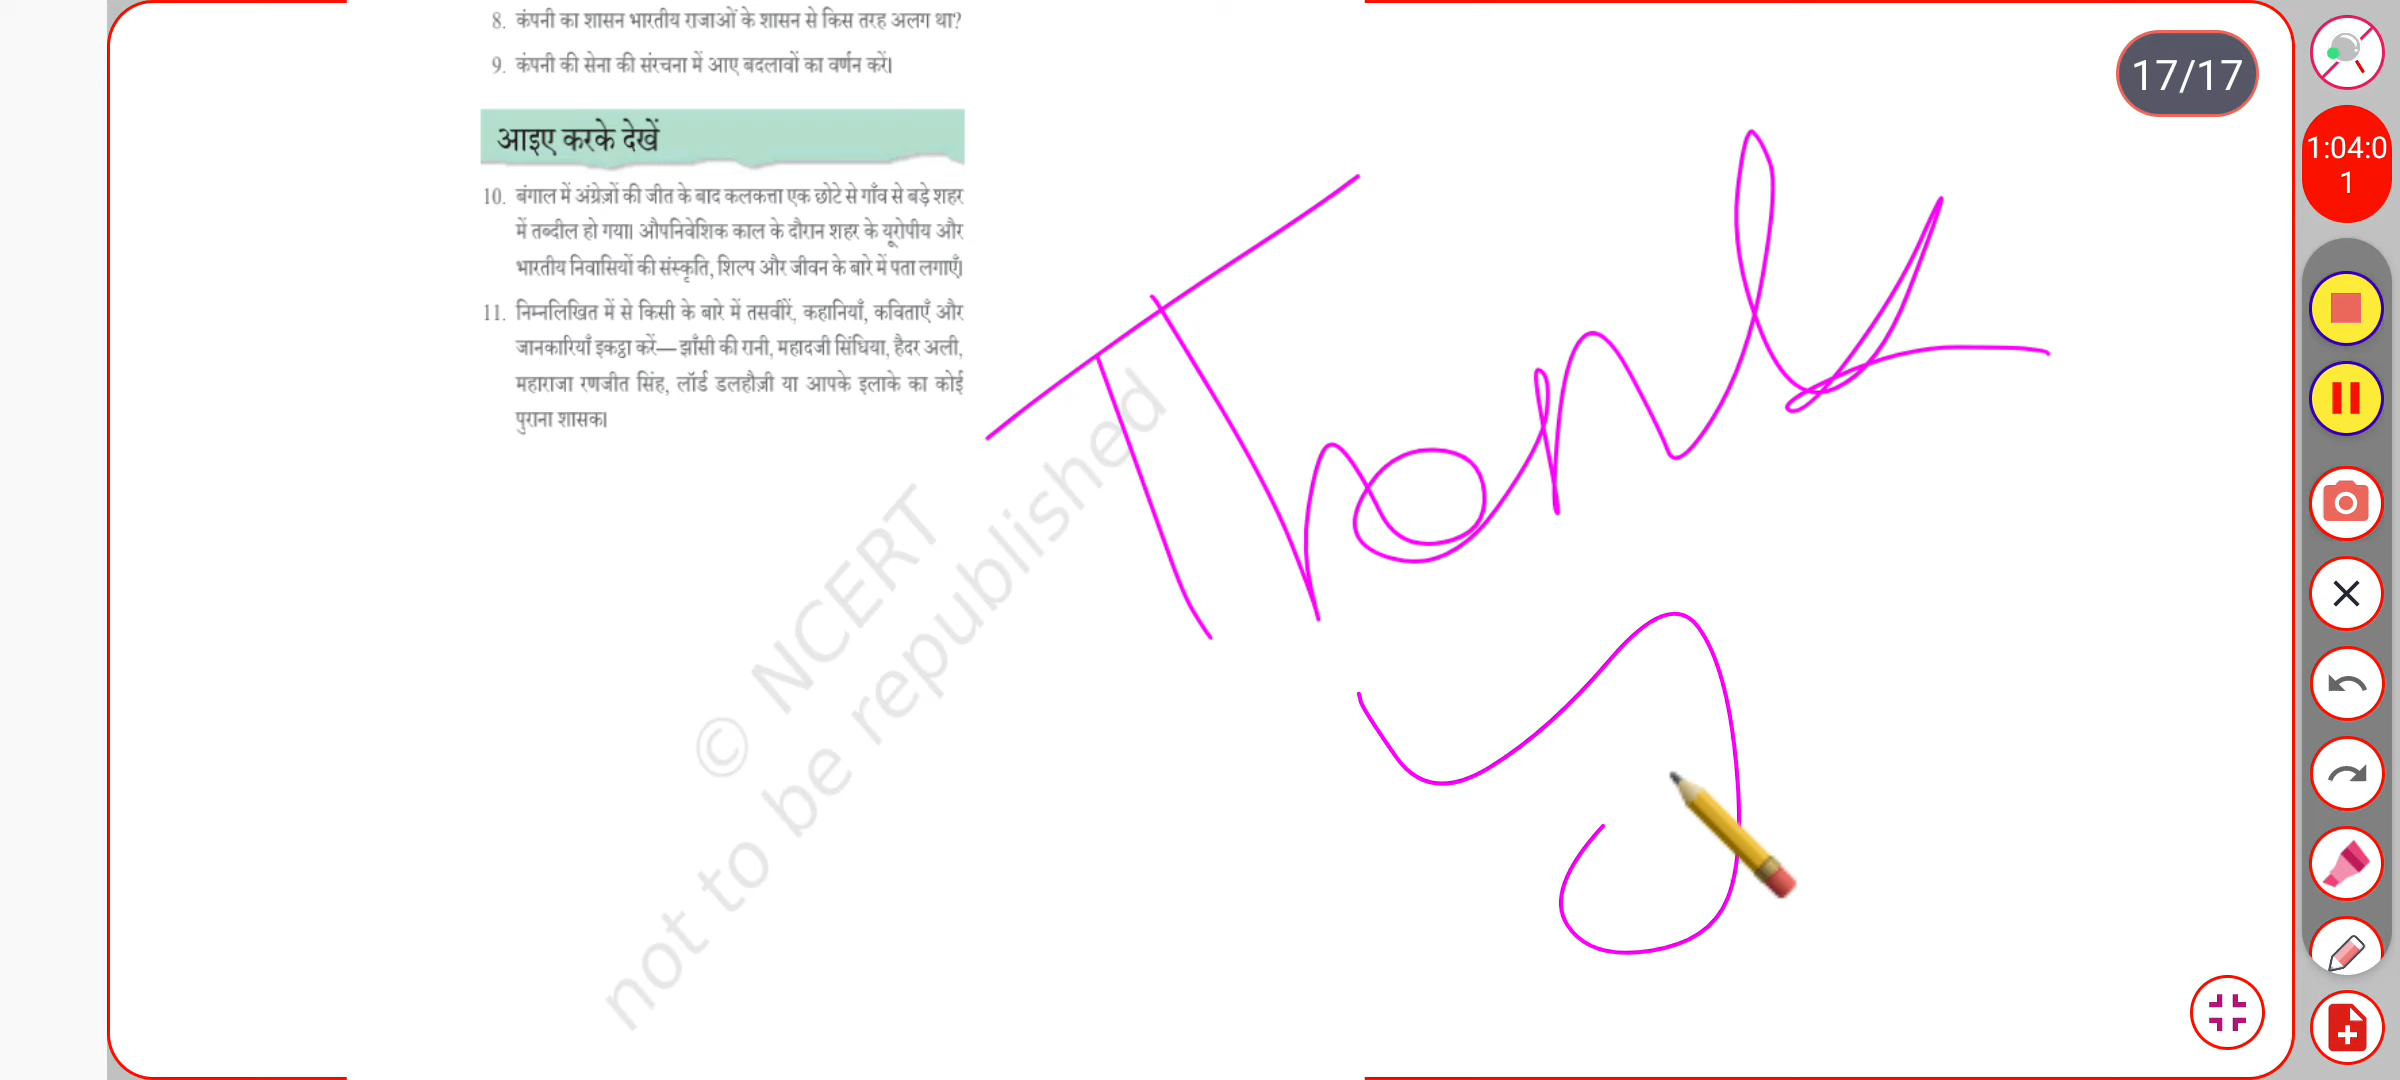 8. कंपनी का शासन भारतीय राजाओं के शासन से किस तरह अलग था?
9. कंपनी की सेना की संरचना में आए बदलावों का वर्णन करें।
आइए करके देखें
10. बंगाल में अंग्रेज़ों की जीत के बाद कलकत्ता एक छोटे से गाँव से बड़े शहर
में तब्दील हो गया। औपनिवेशिक काल के दौरान शहर के यूरोपीय और
भारतीय निवासियों की संस्कृति, शिल्प और जीवन के बारे में पता लगाएँ।
11. निम्नलिखित में से किसी के बारे में तसवीरें, कहानियाँ, कविताएँ और
जानकारियाँ इकट्ठा करें— झाँसी की रानी, महादजी सिंधिया, हैदर अली,
महाराजा रणजीत सिंह, लॉर्ड डलहौज़ी या आपके इलाके का कोई
पुराना शासक।
© NCERT
not to be republished
Thank
y
17/17
1:04:0
1